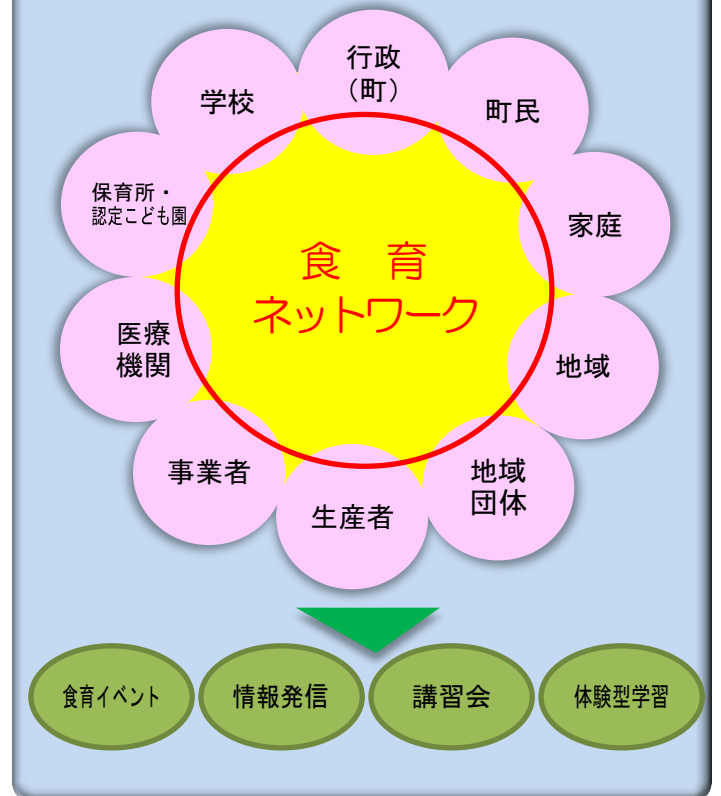 行政
（町）
町民
家庭
地域
地域
団体
生産者
事業者
医療
機関
保育所・
認定こども園
学校
食　育
ネットワーク
食育イベント
情報発信
講習会
体験型学習